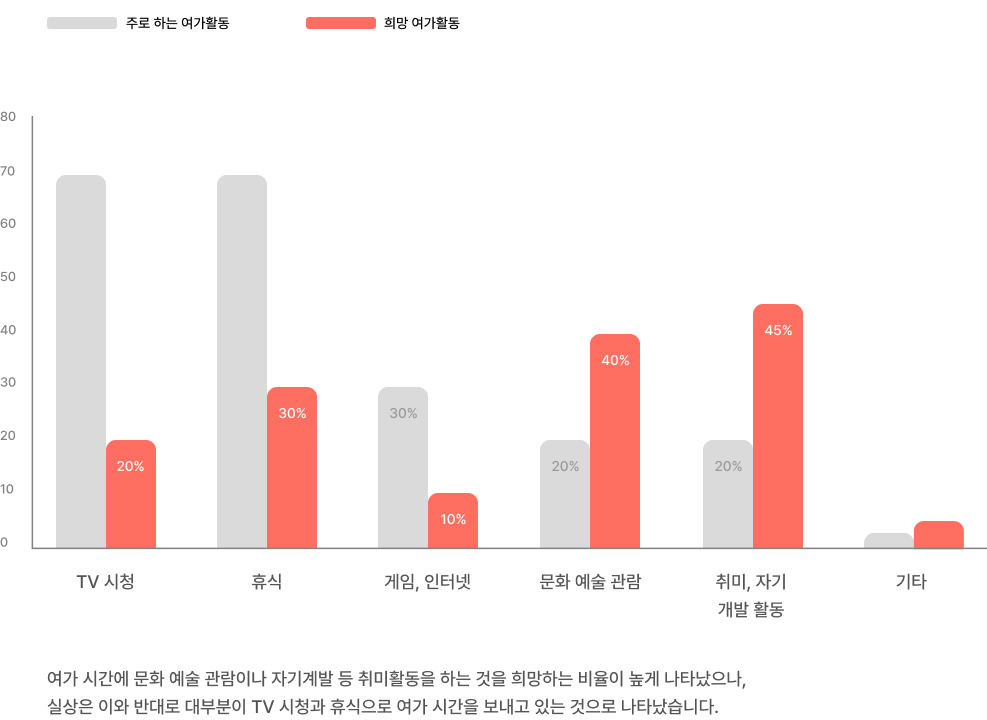 주로 하는 여가활동
희망 여가활동
80
70
60
50
40
30
20
10
0
20%
30%
30%
10%
20%
40%
20%
45%
TV 시청
휴식
게임, 인터넷
문화 예술 관람
취미, 자기
개발 활동
기타
여가 시간에 문화 예술 관람이나 자기계발 등 취미활동을 하는 것을 희망하는 비율이 높게 나타났으나,
실상은 이와 반대로 대부분이 TV 시청과 휴식으로 여가 시간을 보내고 있는 것으로 나타났습니다.